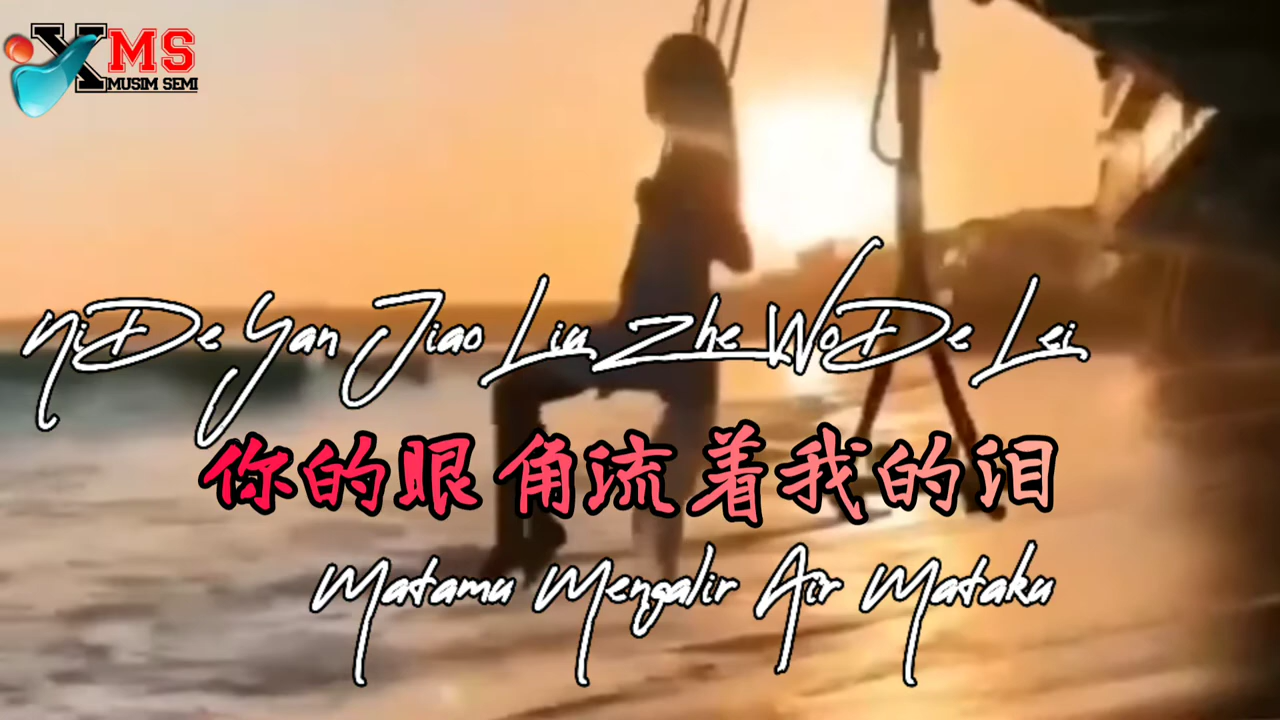 XMS
MUSIM SEMI
Ni De Yan Jiao Liu Zhe Wo De Lei
你的眼角流着我的泪
Matamu Mengalir Air Mataku